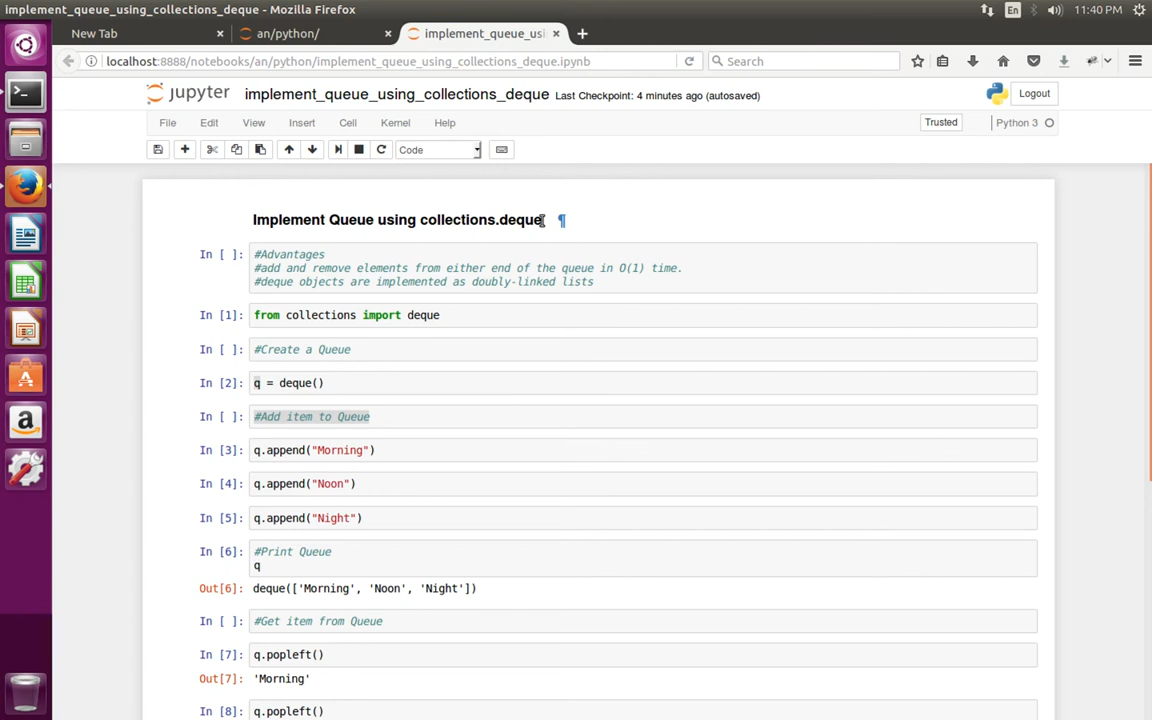 implement_queue_using_collections_deque - Mozilla Firefox
En
11:40 PM
New Tab
an/python/
implement_queue_usi
localhost:8888/notebooks/an/python/implement_queue_using_collections_deque.ipynb
Search
jupyter
implement_queue_using_collections_deque Last Checkpoint: 4 minutes ago (autosaved)
Logout
File Edit View Insert Cell Kernel Help
Trusted
Python 3
Code
Implement Queue using collections.deque ¶
In [ ]: #Advantages
#add and remove elements from either end of the queue in O(1) time.
#deque objects are implemented as doubly-linked lists
In [1]: from collections import deque
In [ ]: #Create a Queue
In [2]: q = deque()
In [ ]: #Add item to Queue
In [3]: q.append("Morning")
In [4]: q.append("Noon")
In [5]: q.append("Night")
In [6]: #Print Queue
q
Out[6]: deque(['Morning', 'Noon', 'Night'])
In [ ]: #Get item from Queue
In [7]: q.popleft()
Out[7]: 'Morning'
In [8]: q.popleft()